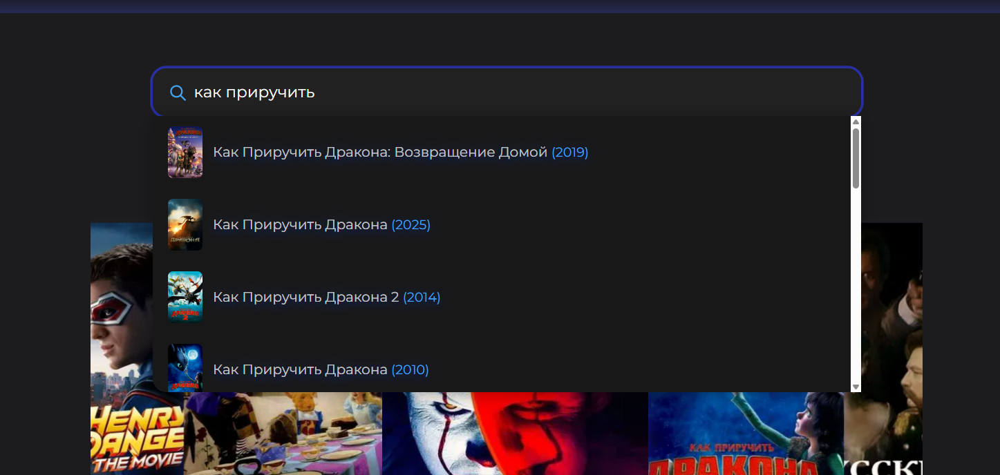 как приручить
Как Приручить Дракона: Возвращение Домой (2019)
Как Приручить Дракона (2025)
Как Приручить Дракона 2 (2014)
Как Приручить Дракона (2010)
HENRY
DANGE
THE MOVIE
КАК ПРИРУЧИТЬ
ДРАКОНА